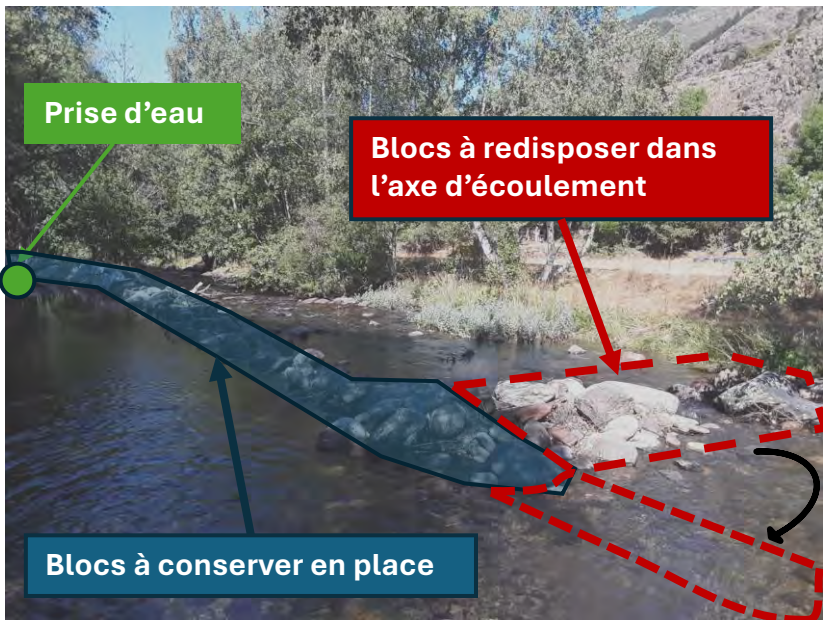 Prise d'eau
Blocs à redisposer dans
l'axe d'écoulement
Blocs à conserver en place